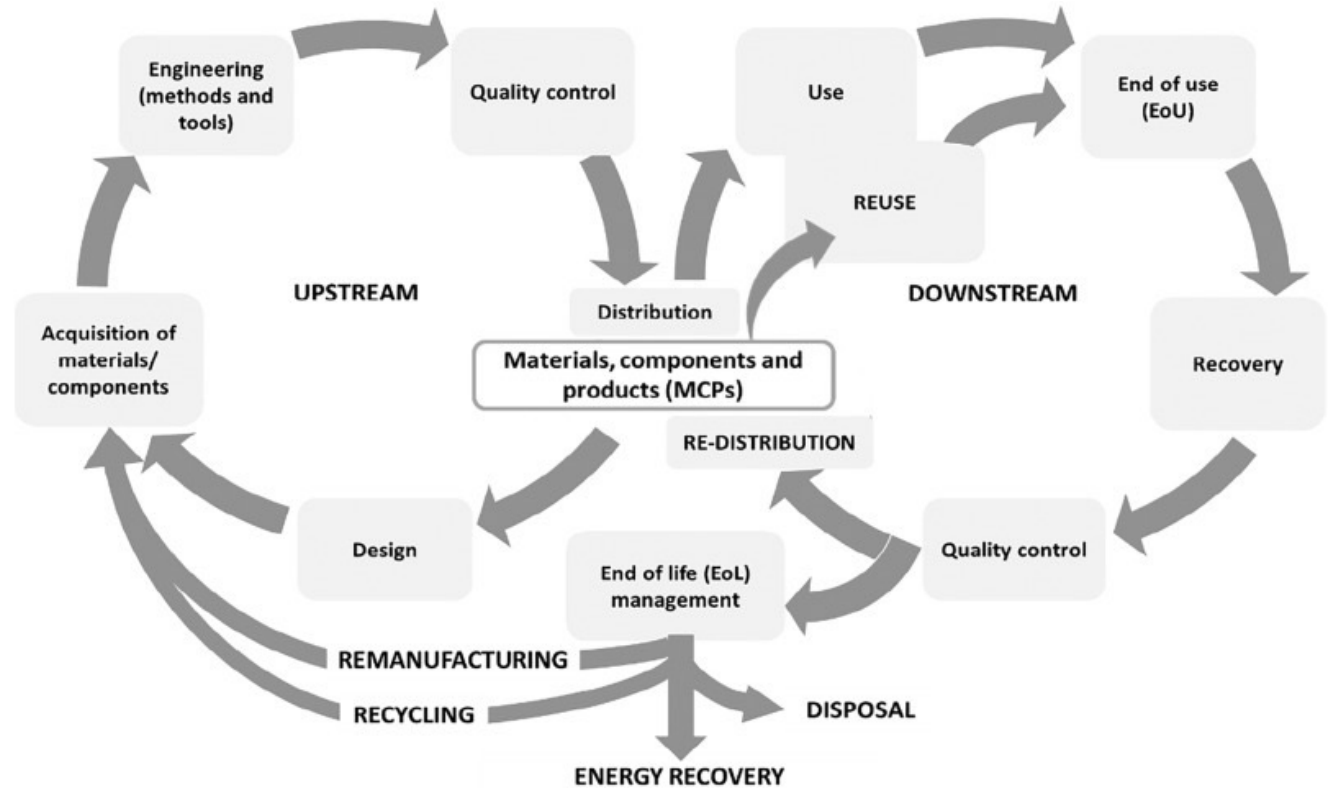 Engineering
(methods and
tools)
Quality control
Use
End of use
(EoU)
REUSE
UPSTREAM
DOWNSTREAM
Distribution
Acquisition of
materials/
components
Materials, components and
products (MCPs)
Recovery
RE-DISTRIBUTION
Design
End of life (EoL)
management
Quality control
REMANUFACTURING
RECYCLING
DISPOSAL
ENERGY RECOVERY